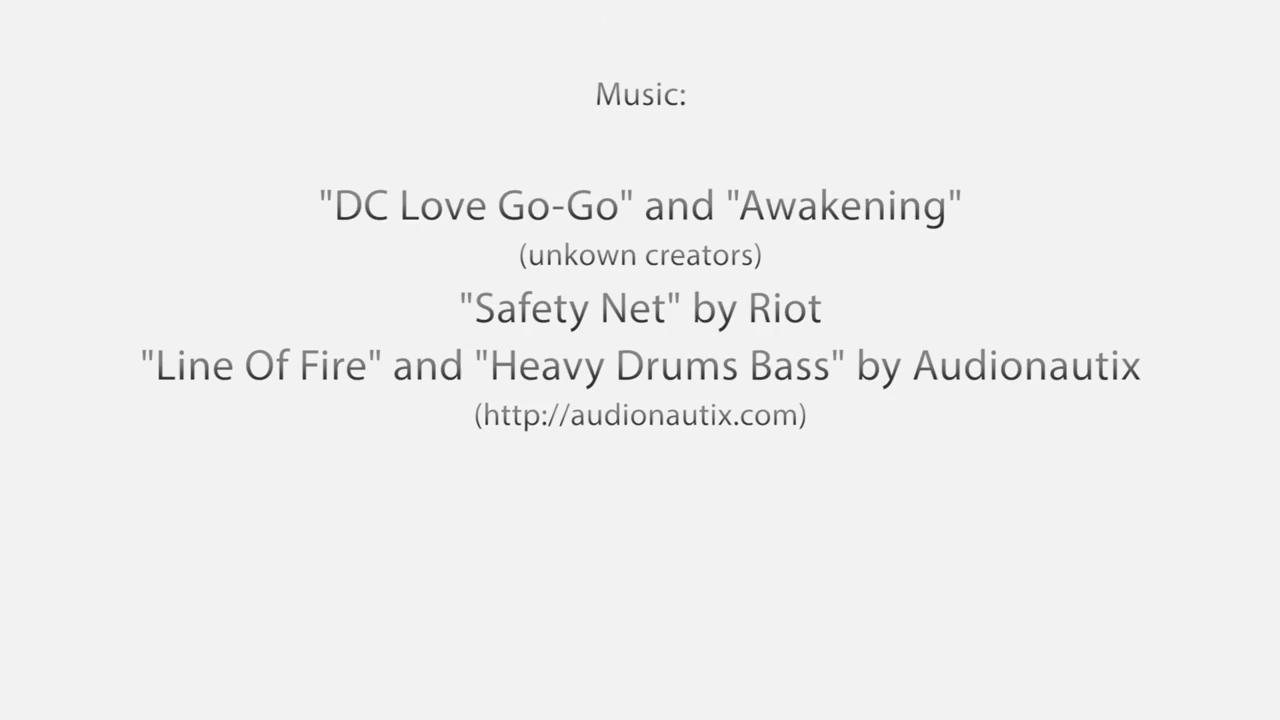 Music:
"DC Love Go-Go" and "Awakening"
(unkown creators)
"Safety Net" by Riot
"Line Of Fire" and "Heavy Drums Bass" by Audionautix
(http://audionautix.com)